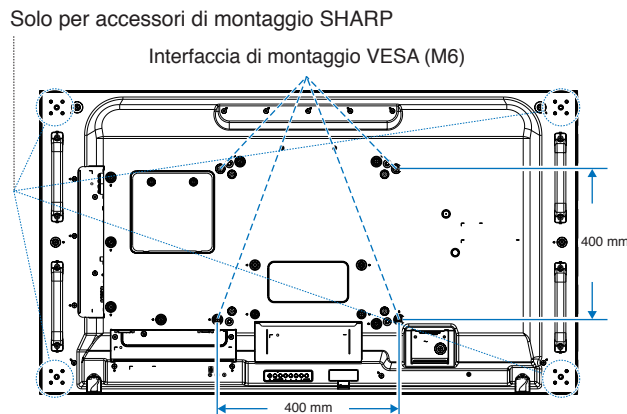 Solo per accessori di montaggio SHARP
Interfaccia di montaggio VESA (M6)
400 mm
400 mm